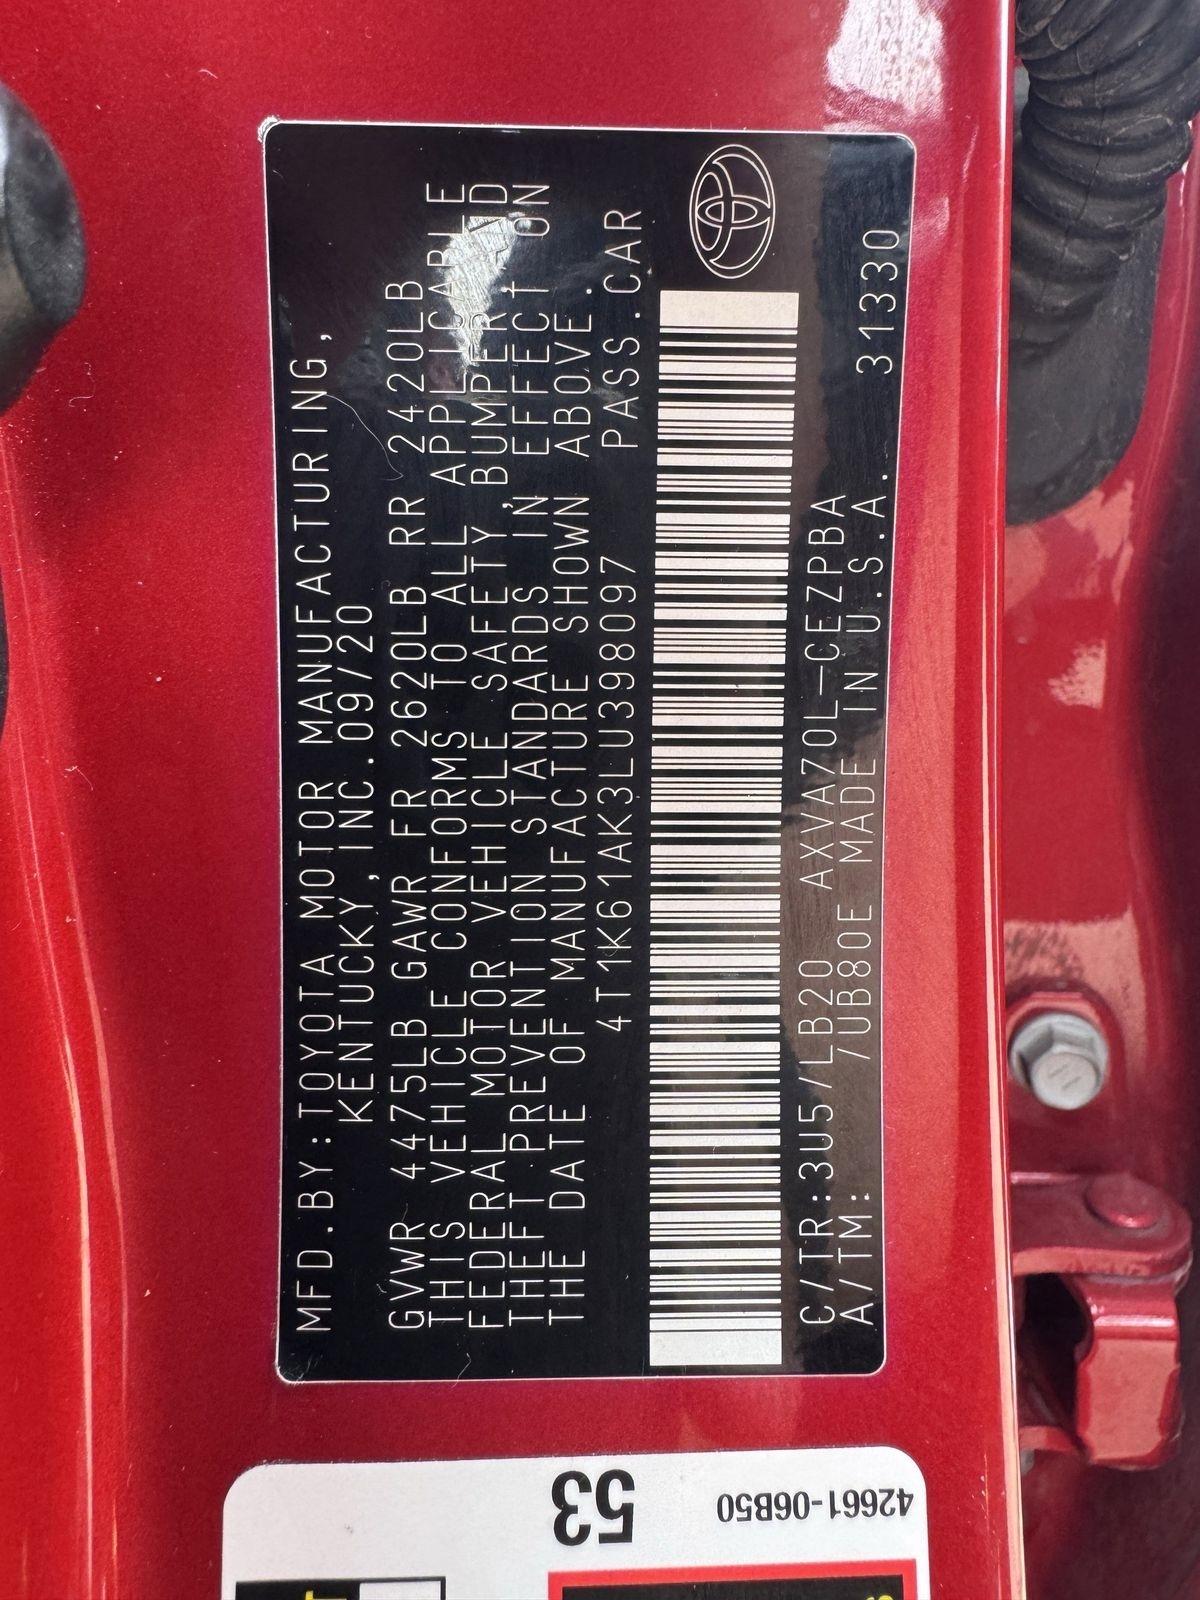 MFD.BY:TOYOTA MOTOR MANUFACTURING,
KENTUCKY,INC.09/20
GVWR 4475LB GAWR FR 2620LB RR 2420LB
THIS VEHICLE CONFORMS TO ALL APPLICABLE
FEDERAL MOTOR VEHICLE SAFETY,BUMPER AND
THEFT PREVENTION STANDARDS IN EFFECT ON
THE DATE OF MANUFACTURE SHOWN ABOVE.
4T1K61AK3LU398097 PASS.CAR
C/TR:3U5/LB20 AXVA70L-CEZPBA
A/TM: /UB80E MADE IN U.S.A. 31330
53
42661-06B50